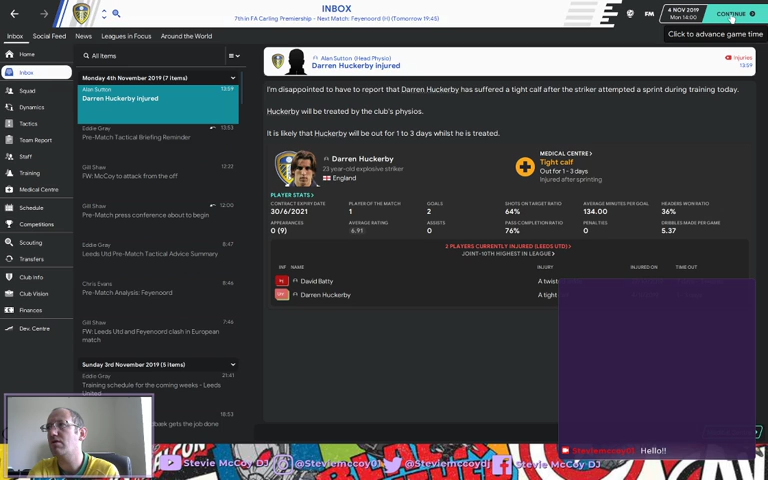 INBOX
7th in FA Carling Premiership - Next Match: Feyenoord (H) (Tomorrow 19:45)
FM
4 NOV 2019
Mon 14:00
CONTINUE
Click to advance game time
Inbox Social Feed News Leagues in Focus Around the World
Home
Inbox
Squad
Dynamics
Tactics
Team Report
Staff
Training
Medical Centre
Schedule
Competitions
Scouting
Transfers
Club Info
Club Vision
Finances
Dev. Centre
All Items
Monday 4th November 2019 (7 items)
Alan Sutton 13:59
Darren Huckerby injured
Eddie Gray 13:53
Pre-Match Tactical Briefing Reminder
Gill Shaw 12:22
FW: McCoy to attack from the off
Gill Shaw 12:00
Pre-Match press conference about to begin
Eddie Gray 8:47
Leeds Utd Pre-Match Tactical Advice Summary
Chris Evans 8:46
Pre-Match Analysis: Feyenoord
Gill Shaw 7:46
FW: Leeds Utd and Feyenoord clash in European
match
Sunday 3rd November 2019 (5 items)
Eddie Gray 21:41
Training schedule for the coming weeks - Leeds
United
18:53
gets the job done
Alan Sutton (Head Physio)
Darren Huckerby injured
Injuries
13:59
I'm disappointed to have to report that Darren Huckerby has suffered a tight calf after the striker attempted a sprint during training today.
Huckerby will be treated by the club's physios.
It is likely that Huckerby will be out for 1 to 3 days whilst he is treated.
Darren Huckerby
23 year-old explosive striker
England
MEDICAL CENTRE >
Tight calf
Out for 1 - 3 days
Injured after sprinting
PLAYER STATS >
CONTRACT EXPIRY DATE PLAYER OF THE MATCH GOALS SHOTS ON TARGET RATIO AVERAGE MINUTES PER GOAL HEADERS WON RATIO
30/6/2021 1 2 64% 134.00 36%
APPEARANCES AVERAGE RATING ASSISTS PASS COMPLETION RATIO PENALTIES DRIBBLES MADE PER GAME
0 (9) 6.91 0 76% 0 5.37
2 PLAYERS CURRENTLY INJURED (LEEDS UTD) >
JOINT-10TH HIGHEST IN LEAGUE >
INF NAME INJURY INJURED ON TIME OUT
David Batty A twis
Darren Huckerby A tight
Steviemccoy01 Hello!!
Stevie McCoy DJ @Steviemccoy01 @Steviemccoydj Stevie McCoy DJ